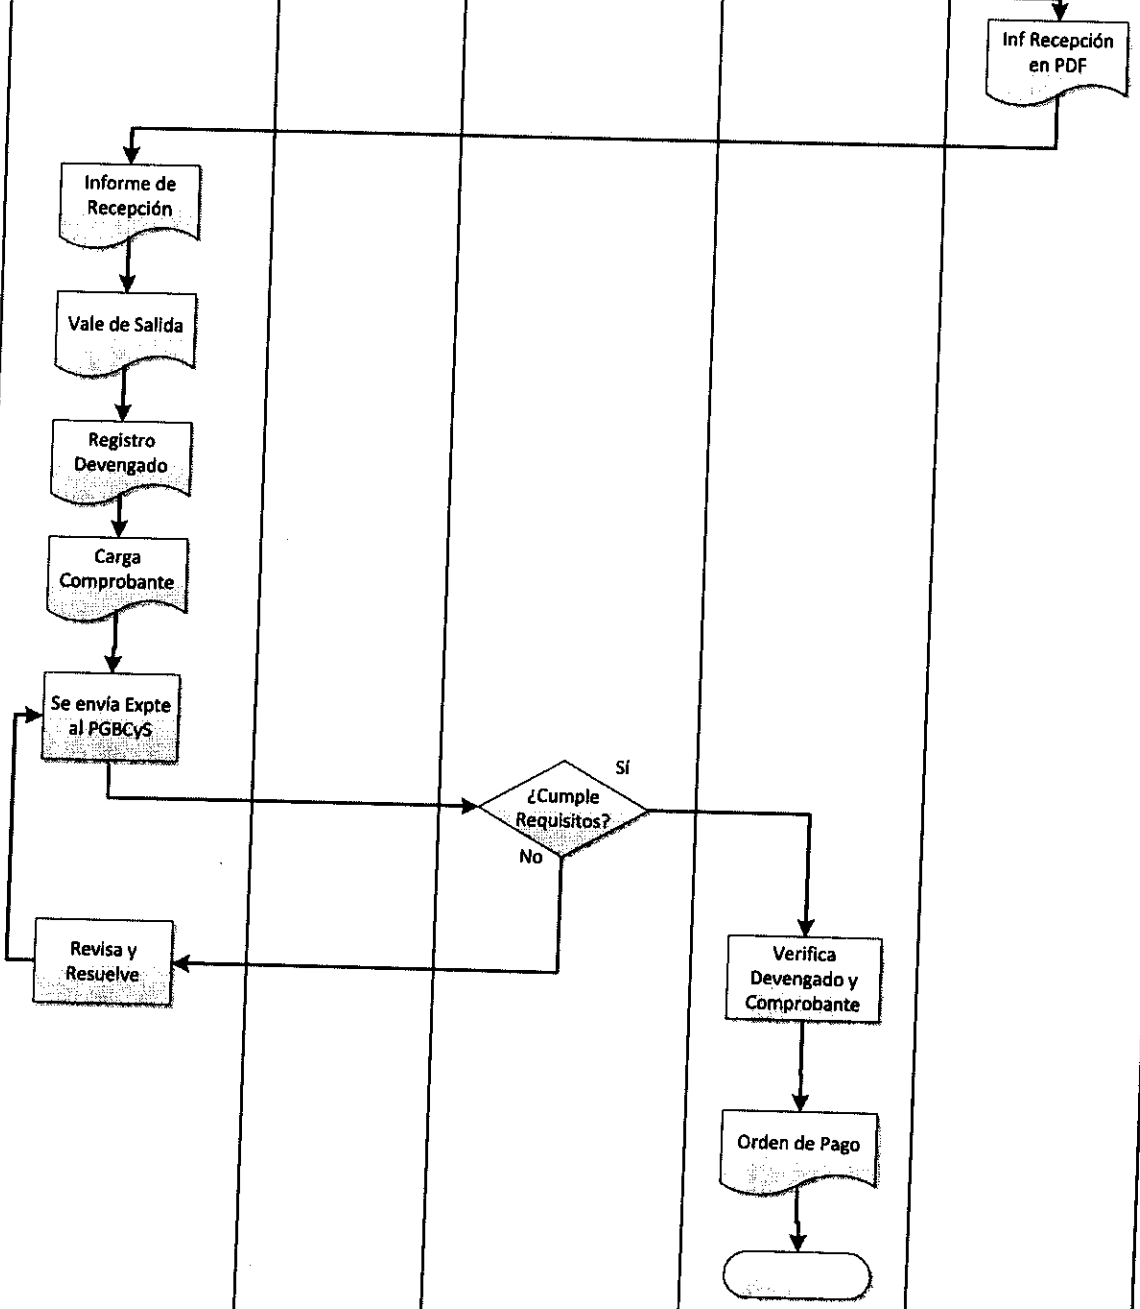 Inf Recepción
en PDF
Informe de
Recepción
Vale de Salida
Registro
Devengado
Carga
Comprobante
Se envía Expte
al PGBCyS
Sí
¿Cumple
Requisitos?
No
Revisa y
Resuelve
Verifica
Devengado y
Comprobante
Orden de Pago